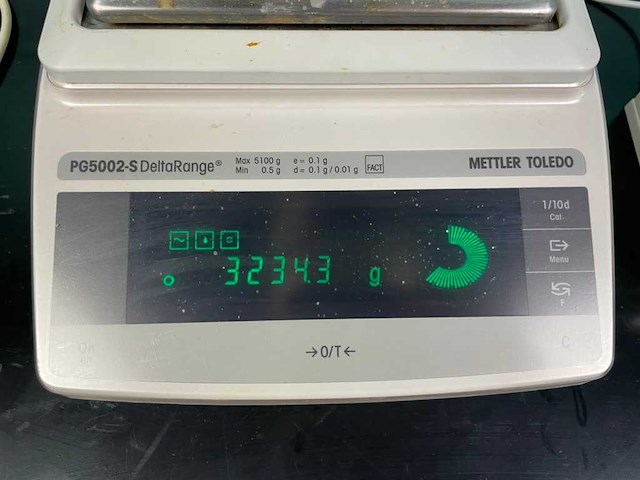 PG5002-S DeltaRange® Max 5100 g e = 0.1 g FACT METTLER TOLEDO
Min 0.5 g d = 0.1 g / 0.01 g
1/10d
Cal.
Menu
3234.3 g
F
On
→0/T←
C